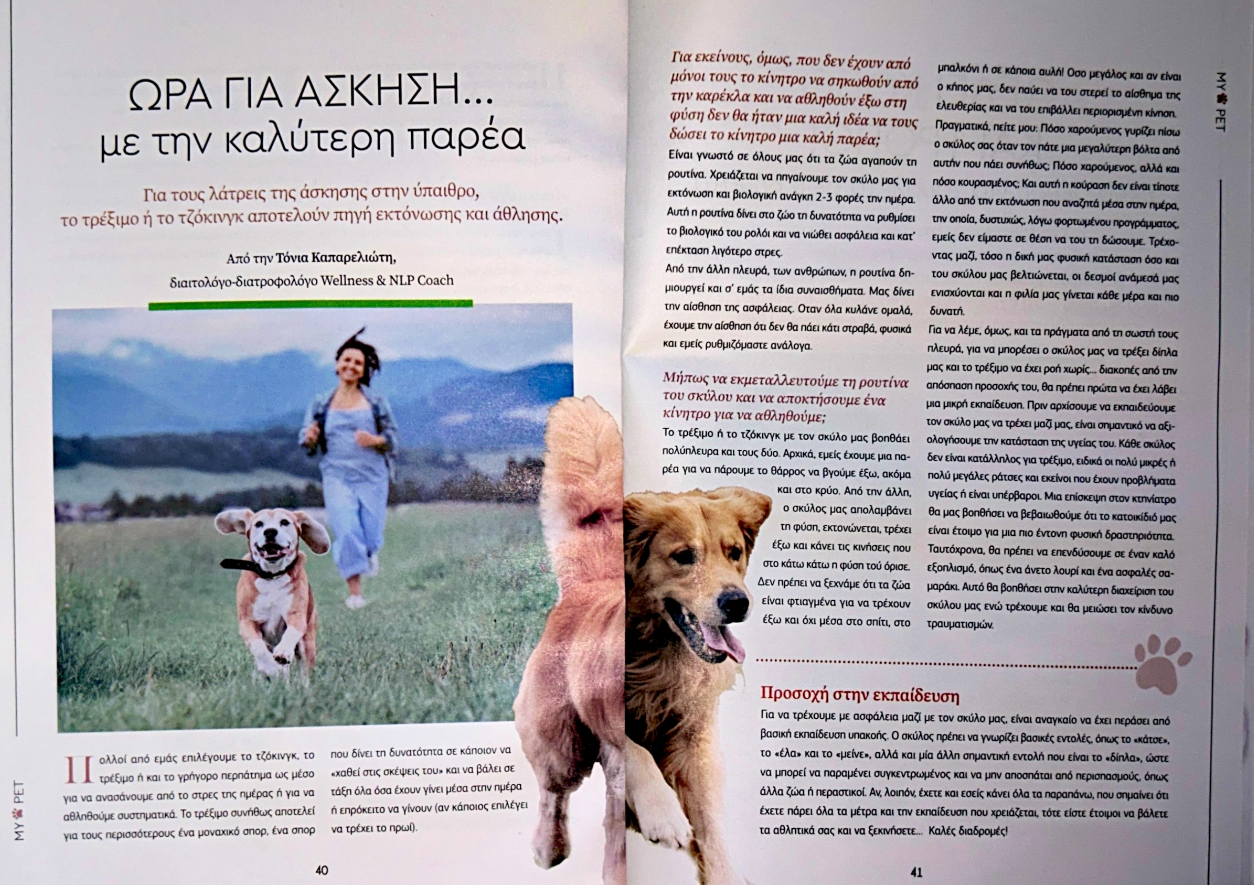 ΩΡΑ ΓΙΑ ΑΣΚΗΣΗ...
με την καλύτερη παρέα
Για τους λάτρεις της άσκησης στην ύπαιθρο,
το τρέξιμο ή το τζόκινγκ αποτελούν πηγή εκτόνωσης και άθλησης.
Από την Τόνια Καπαρελιώτη,
διαιτολόγο-διατροφολόγο Wellness & NLP Coach
Πολλοί από εμάς επιλέγουμε το τζόκινγκ, το
τρέξιμο ή και το γρήγορο περπάτημα ως μέσο
για να ανασάνουμε από το στρες της ημέρας ή για να
αθληθούμε συστηματικά. Το τρέξιμο συνήθως αποτελεί
για τους περισσότερους ένα μοναχικό σπορ, ένα σπορ
που δίνει τη δυνατότητα σε κάποιον να
«χαθεί στις σκέψεις του» και να βάλει σε
τάξη όλα όσα έχουν γίνει μέσα στην ημέρα
ή επρόκειτο να γίνουν (αν κάποιος επιλέγει
να τρέχει το πρωί).
MY PET
40
Για εκείνους, όμως, που δεν έχουν από
μόνοι τους το κίνητρο να σηκωθούν από
την καρέκλα και να αθληθούν έξω στη
φύση δεν θα ήταν μια καλή ιδέα να τους
δώσει το κίνητρο μια καλή παρέα;
Είναι γνωστό σε όλους μας ότι τα ζώα αγαπούν τη
ρουτίνα. Χρειάζεται να πηγαίνουμε τον σκύλο μας για
εκτόνωση και βιολογική ανάγκη 2-3 φορές την ημέρα.
Αυτή η ρουτίνα δίνει στο ζώο τη δυνατότητα να ρυθμίσει
το βιολογικό του ρολόι και να νιώθει ασφάλεια και κατ'
επέκταση λιγότερο στρες.
Από την άλλη πλευρά, των ανθρώπων, η ρουτίνα δη-
μιουργεί και σ' εμάς τα ίδια συναισθήματα. Μας δίνει
την αίσθηση της ασφάλειας. Οταν όλα κυλάνε ομαλά,
έχουμε την αίσθηση ότι δεν θα πάει κάτι στραβά, φυσικά
και εμείς ρυθμιζόμαστε ανάλογα.
Μήπως να εκμεταλλευτούμε τη ρουτίνα
του σκύλου και να αποκτήσουμε ένα
κίνητρο για να αθληθούμε;
Το τρέξιμο ή το τζόκινγκ με τον σκύλο μας βοηθάει
πολύπλευρα και τους δύο. Αρχικά, εμείς έχουμε μια πα-
ρέα για να πάρουμε το θάρρος να βγούμε έξω, ακόμα
και στο κρύο. Από την άλλη,
ο σκύλος μας απολαμβάνει
τη φύση, εκτονώνεται, τρέχει
έξω και κάνει τις κινήσεις που
στο κάτω κάτω η φύση τού όρισε.
Δεν πρέπει να ξεχνάμε ότι τα ζώα
είναι φτιαγμένα για να τρέχουν
έξω και όχι μέσα στο σπίτι, στο
μπαλκόνι ή σε κάποια αυλή! Οσο μεγάλος και αν είναι
ο κήπος μας, δεν παύει να του στερεί το αίσθημα της
ελευθερίας και να του επιβάλλει περιορισμένη κίνηση.
Πραγματικά, πείτε μου: Πόσο χαρούμενος γυρίζει πίσω
ο σκύλος σας όταν τον πάτε μια μεγαλύτερη βόλτα από
αυτήν που πάει συνήθως; Πόσο χαρούμενος, αλλά και
πόσο κουρασμένος; Και αυτή η κούραση δεν είναι τίποτε
άλλο από την εκτόνωση που αναζητά μέσα στην ημέρα,
την οποία, δυστυχώς, λόγω φορτωμένου προγράμματος,
εμείς δεν είμαστε σε θέση να του τη δώσουμε. Τρέχο-
ντας μαζί, τόσο η δική μας φυσική κατάσταση όσο και
του σκύλου μας βελτιώνεται, οι δεσμοί ανάμεσά μας
ενισχύονται και η φιλία μας γίνεται κάθε μέρα και πιο
δυνατή.
Για να λέμε, όμως, και τα πράγματα από τη σωστή τους
πλευρά, για να μπορέσει ο σκύλος μας να τρέξει δίπλα
μας και το τρέξιμο να έχει ροή χωρίς... διακοπές από την
απόσπαση προσοχής του, θα πρέπει πρώτα να έχει λάβει
μια μικρή εκπαίδευση. Πριν αρχίσουμε να εκπαιδεύουμε
τον σκύλο μας να τρέχει μαζί μας, είναι σημαντικό να αξι-
ολογήσουμε την κατάσταση της υγείας του. Κάθε σκύλος
δεν είναι κατάλληλος για τρέξιμο, ειδικά οι πολύ μικρές ή
πολύ μεγάλες ράτσες και εκείνοι που έχουν προβλήματα
υγείας ή είναι υπέρβαροι. Μια επίσκεψη στον κτηνίατρο
θα μας βοηθήσει να βεβαιωθούμε ότι το κατοικίδιό μας
είναι έτοιμο για μια πιο έντονη φυσική δραστηριότητα.
Ταυτόχρονα, θα πρέπει να επενδύσουμε σε έναν καλό
εξοπλισμό, όπως ένα άνετο λουρί και ένα ασφαλές σα-
μαράκι. Αυτό θα βοηθήσει στην καλύτερη διαχείριση του
σκύλου μας ενώ τρέχουμε και θα μειώσει τον κίνδυνο
τραυματισμών.
Προσοχή στην εκπαίδευση
Για να τρέχουμε με ασφάλεια μαζί με τον σκύλο μας, είναι αναγκαίο να έχει περάσει από
βασική εκπαίδευση υπακοής. Ο σκύλος πρέπει να γνωρίζει βασικές εντολές, όπως το «κάτσε»,
το «έλα» και το «μείνε», αλλά και μία άλλη σημαντική εντολή που είναι το «δίπλα», ώστε
να μπορεί να παραμένει συγκεντρωμένος και να μην αποσπάται από περισπασμούς, όπως
άλλα ζώα ή περαστικοί. Αν, λοιπόν, έχετε και εσείς κάνει όλα τα παραπάνω, που σημαίνει ότι
έχετε πάρει όλα τα μέτρα και την εκπαίδευση που χρειάζεται, τότε είστε έτοιμοι να βάλετε
τα αθλητικά σας και να ξεκινήσετε... Καλές διαδρομές!
MY PET
41